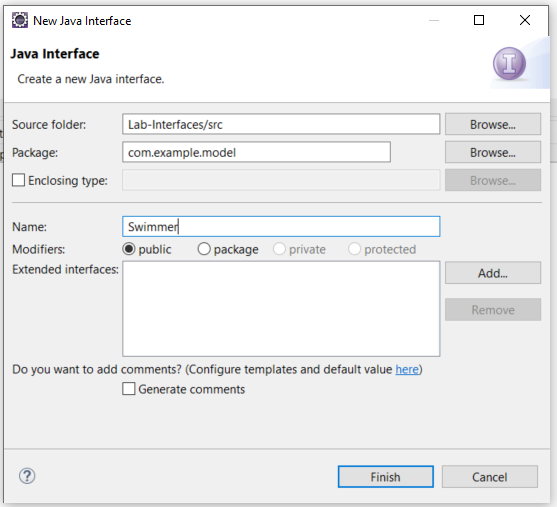 New Java Interface
Java Interface
Create a new Java interface.
I
Source folder: Lab-Interfaces/src Browse...
Package: com.example.model Browse...
Enclosing type: Browse...
Name: Swimmer
Modifiers: public package private protected
Extended interfaces: Add...
Remove
Do you want to add comments? (Configure templates and default value here)
Generate comments
? Finish Cancel